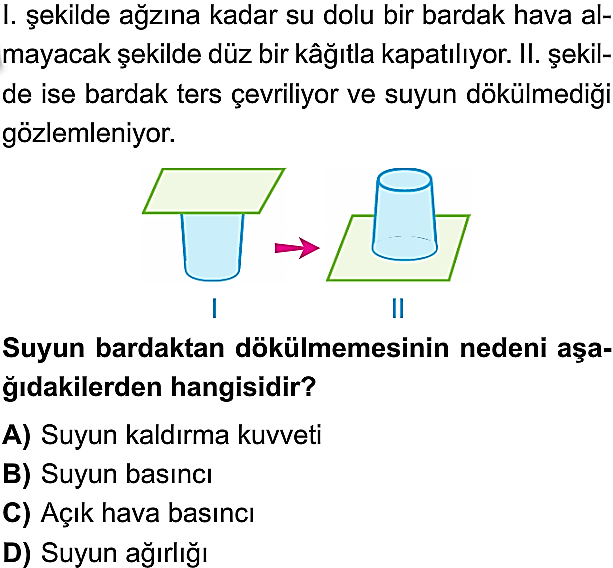 I. şekilde ağzına kadar su dolu bir bardak hava al-
mayacak şekilde düz bir kâğıtla kapatılıyor. II. şekil-
de ise bardak ters çevriliyor ve suyun dökülmediği
gözlemleniyor.
I II
Suyun bardaktan dökülmemesinin nedeni aşa-
ğıdakilerden hangisidir?
A) Suyun kaldırma kuvveti
B) Suyun basıncı
C) Açık hava basıncı
D) Suyun ağırlığı